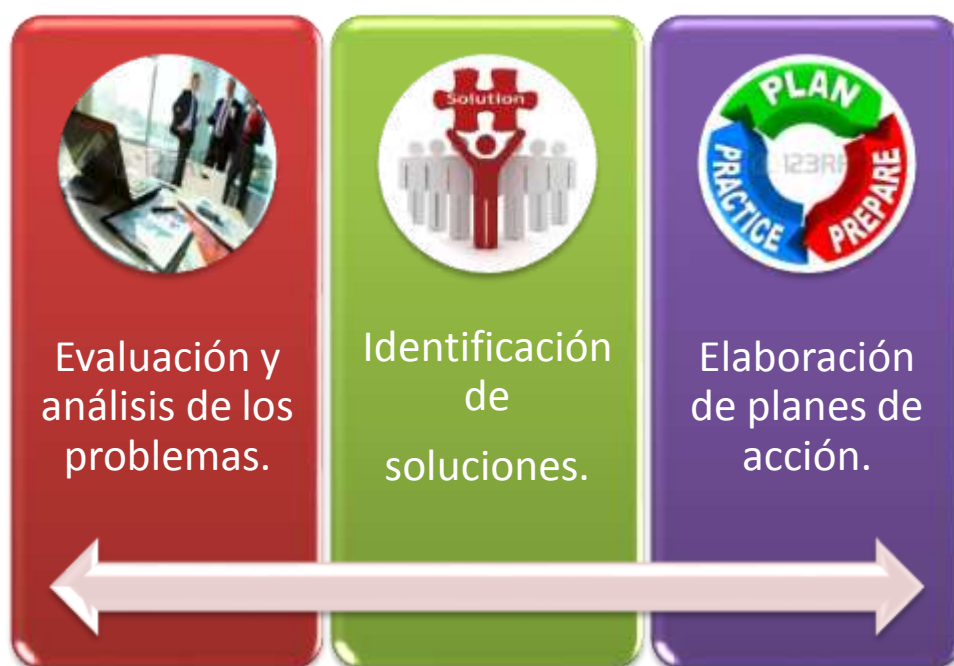 Evaluación y
análisis de los
problemas.
Solution
Identificación
de
soluciones.
PLAN
PREPARE
PRACTICE
123RF
Elaboración
de planes de
acción.